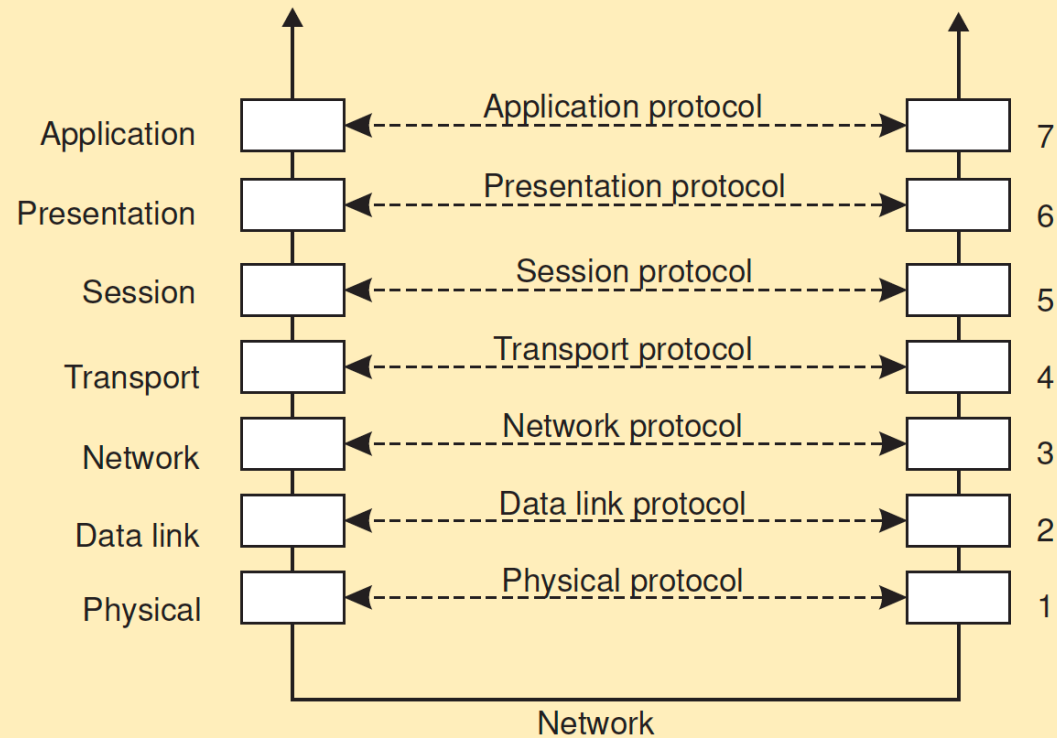 Application protocol
Application
7
Presentation protocol
Presentation
6
Session protocol
Session
5
Transport protocol
Transport
4
Network protocol
Network
3
Data link protocol
Data link
2
Physical protocol
Physical
1
Network